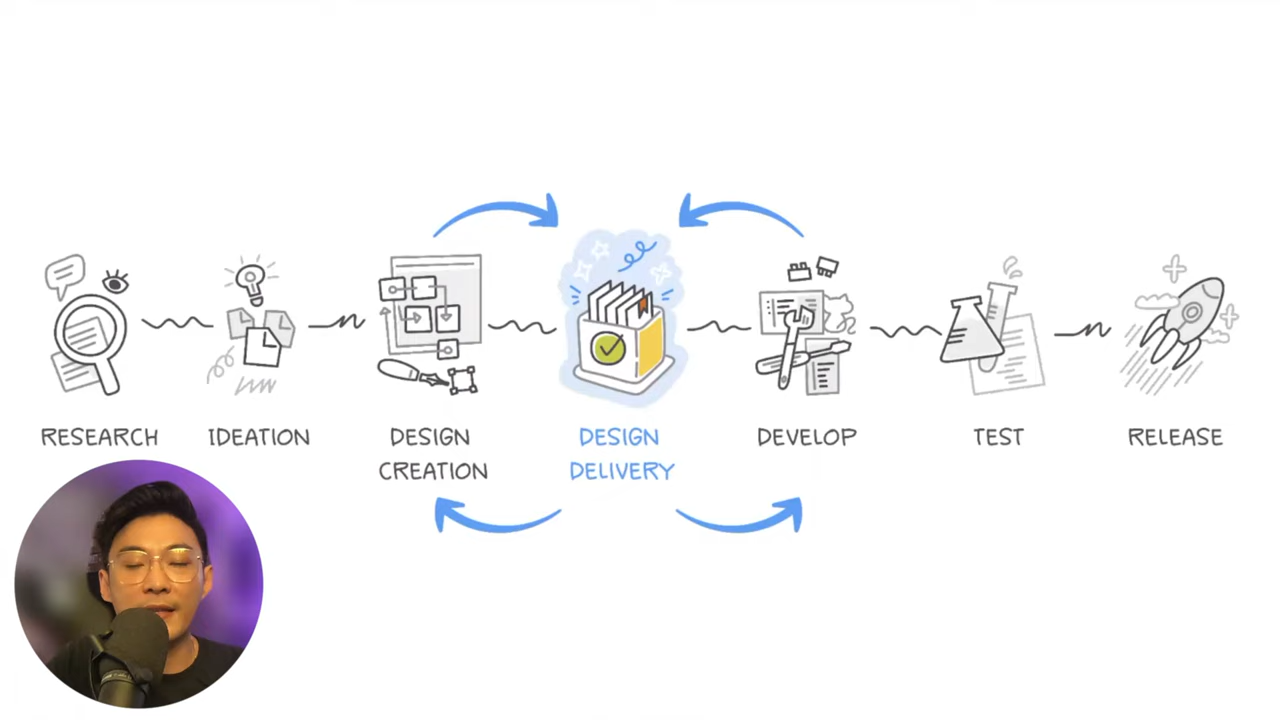 RESEARCH
IDEATION
DESIGN
CREATION
DESIGN
DELIVERY
DEVELOP
TEST
RELEASE